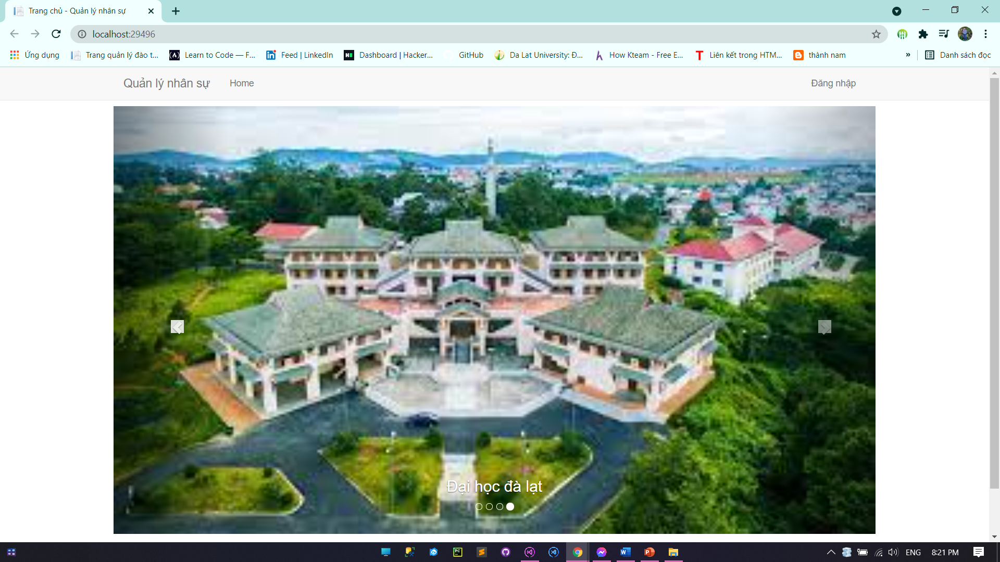 Trang chủ - Quản lý nhân sự
localhost:29496
Ứng dụng Trang quản lý đào t... Learn to Code — F... Feed | LinkedIn Dashboard | Hacker... GitHub Da Lat University: Đ... How Kteam - Free E... Liên kết trong HTM... thành nam » Danh sách đọc
Quản lý nhân sự Home Đăng nhập
Đại học đà lạt
ENG 8:21 PM